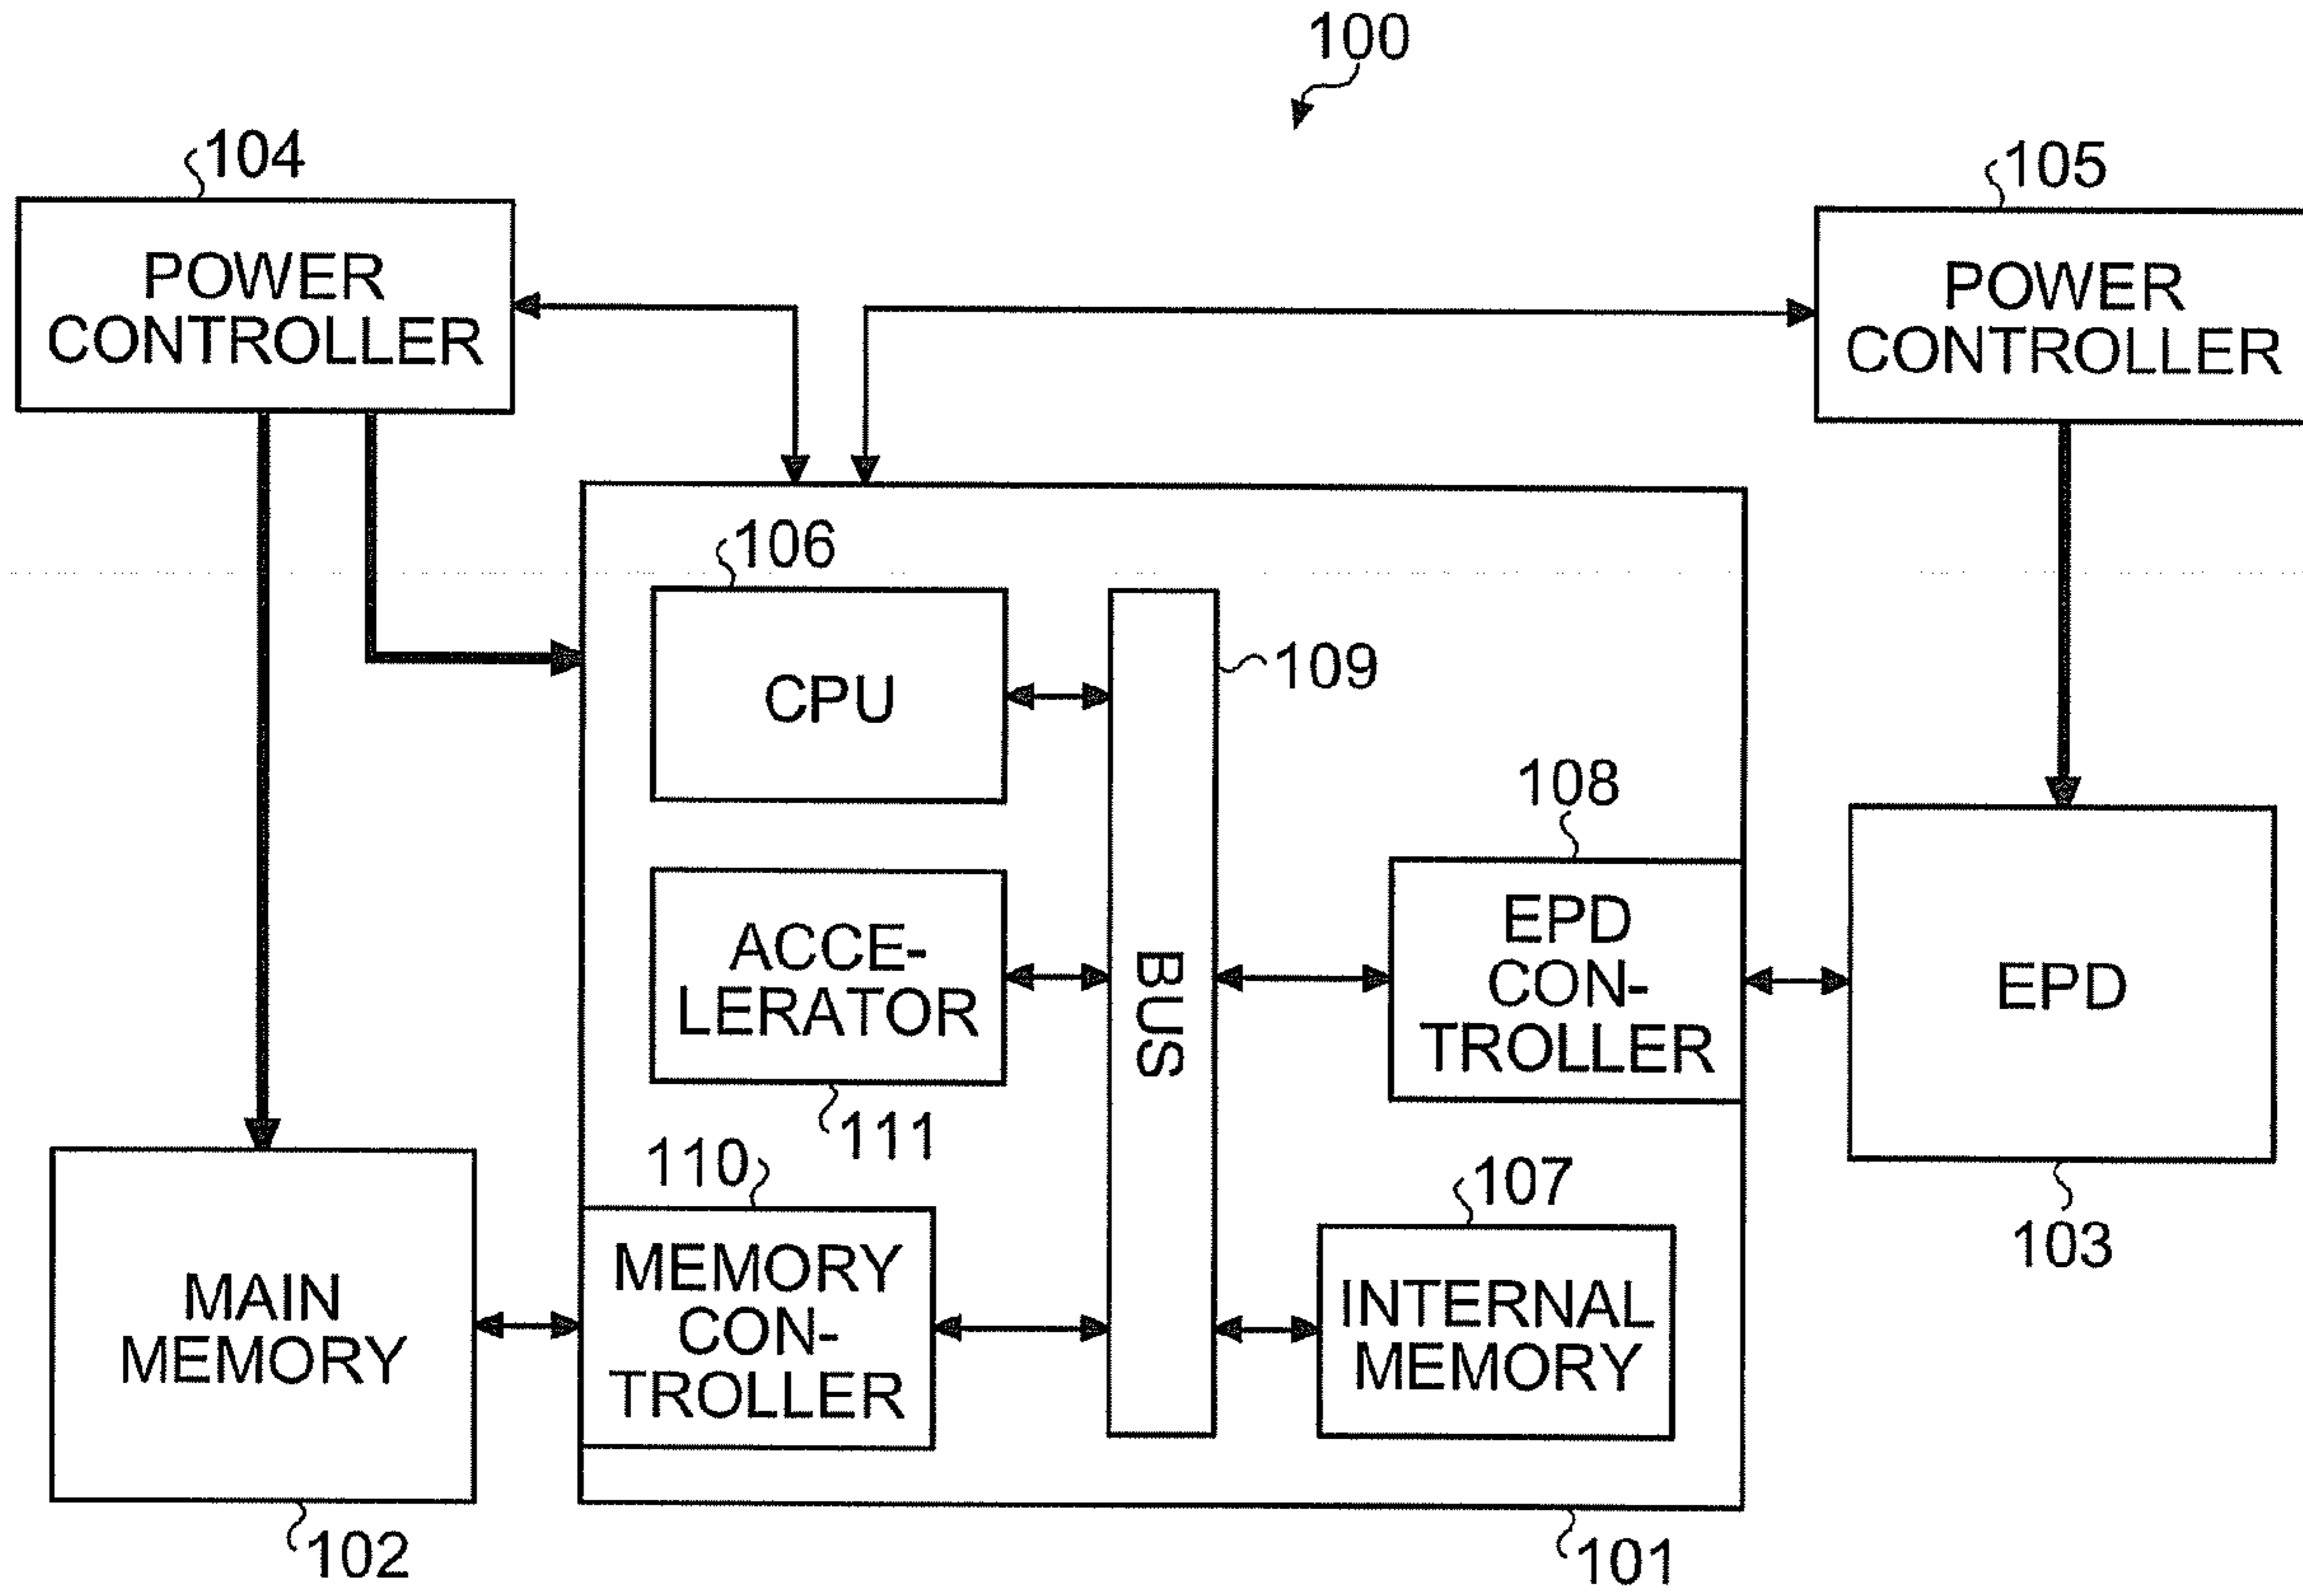 100
104
105
POWER
CONTROLLER
POWER
CONTROLLER
106
CPU
109
108
ACCE-
LERATOR
111
BUS
EPD
CON-
TROLLER
EPD
103
110
107
MAIN
MEMORY
MEMORY
CON-
TROLLER
INTERNAL
MEMORY
102
101